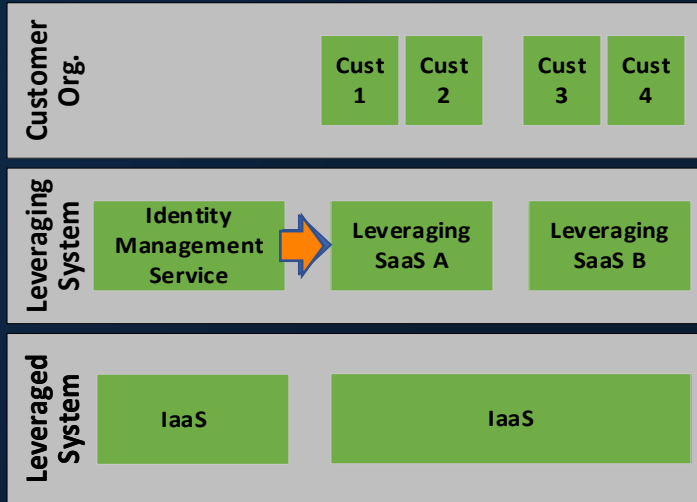 Customer
Org.
Cust
1
Cust
2
Cust
3
Cust
4
Leveraging
System
Identity
Management
Service
Leveraging
SaaS A
Leveraging
SaaS B
Leveraged
System
IaaS
IaaS